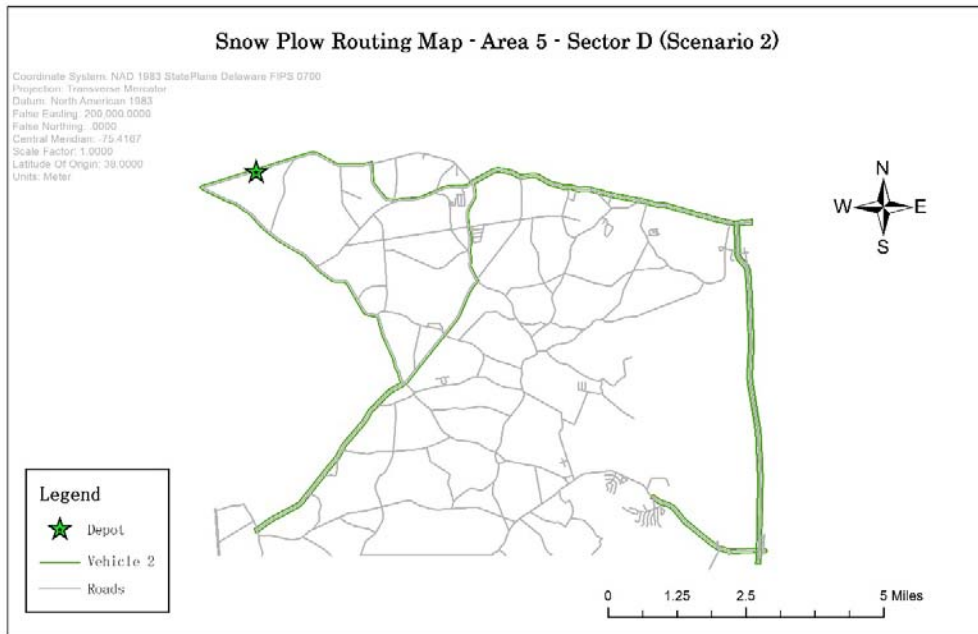 Snow Plow Routing Map - Area 5 - Sector D (Scenario 2)
Coordinate System: NAD 1983 StatePlane Delaware FIPS 0700
Projection: Transverse Mercator
Datum: North American 1983
False Easting: 200,000.0000
False Northing: .0000
Central Meridian: -75.4167
Scale Factor: 1.0000
Latitude Of Origin: 38.0000
Units: Meter
N
W E
S
Legend
Depot
Vehicle 2
Roads
0 1.25 2.5 5 Miles